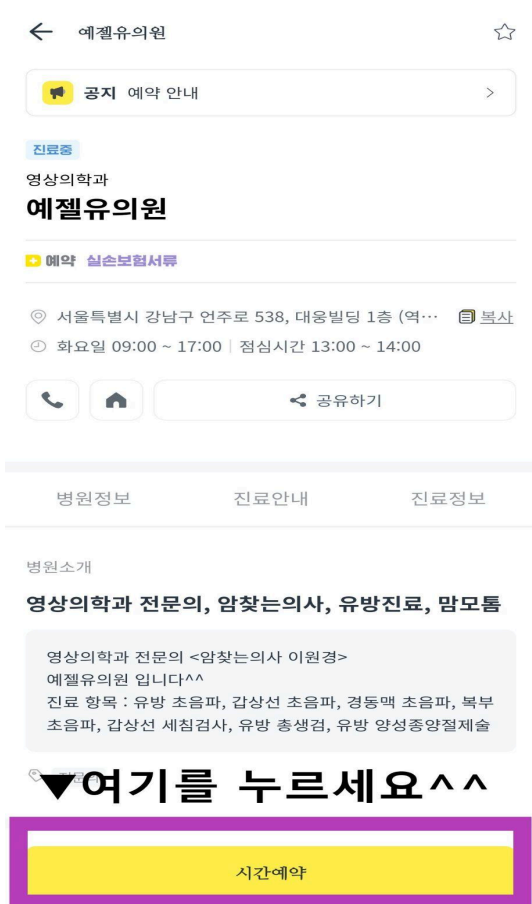 예젤유의원
공지 예약 안내
진료중
영상의학과
예젤유의원
예약 실손보험서류
서울특별시 강남구 언주로 538, 대웅빌딩 1층 (역… 복사
화요일 09:00 ~ 17:00 | 점심시간 13:00 ~ 14:00
공유하기
병원정보 진료안내 진료정보
병원소개
영상의학과 전문의, 암찾는의사, 유방진료, 맘모톰
영상의학과 전문의 <암찾는의사 이원경>
예젤유의원 입니다^^
진료 항목 : 유방 초음파, 갑상선 초음파, 경동맥 초음파, 복부
초음파, 갑상선 세침검사, 유방 총생검, 유방 양성종양절제술
▼여기를 누르세요^^
시간예약